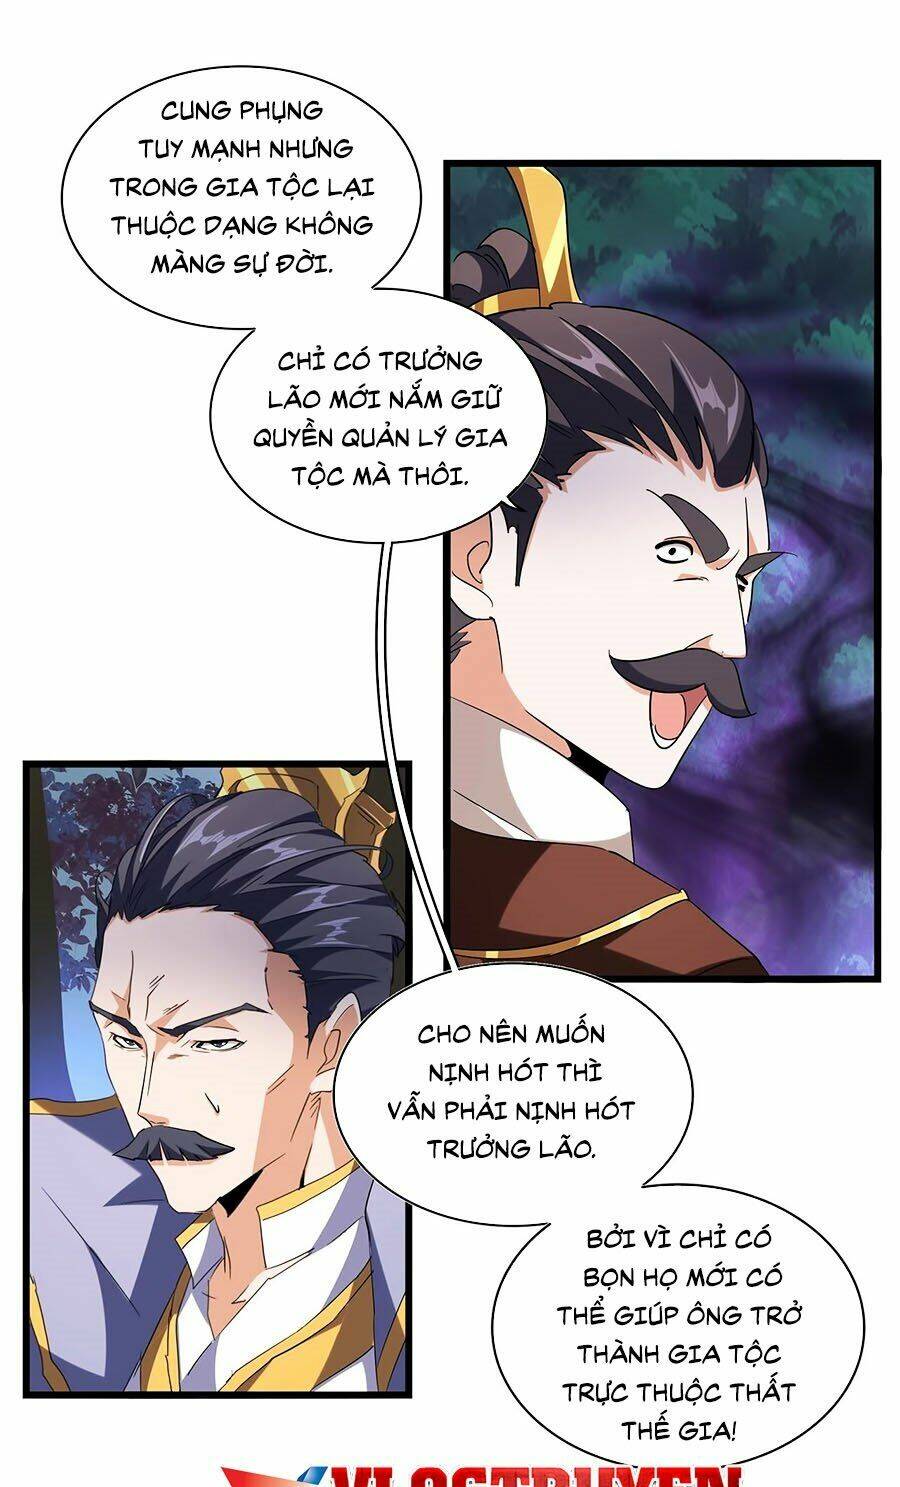 CUNG PHỤNG
TUY MẠNH NHƯNG
TRONG GIA TỘC LẠI
THUỘC DẠNG KHÔNG
MÀNG SỰ ĐỜI.
CHỈ CÓ TRƯỞNG
LÃO MỚI NẮM GIỮ
QUYỀN QUẢN LÝ GIA
TỘC MÀ THÔI.
CHO NÊN MUỐN
NỊNH HÓT THÌ
VẪN PHẢI NỊNH HÓT
TRƯỞNG LÃO.
BỞI VÌ CHỈ CÓ
BỌN HỌ MỚI CÓ
THỂ GIÚP ÔNG TRỞ
THÀNH GIA TỘC
TRỰC THUỘC THẤT
THẾ GIA!
VLOGTRUYEN